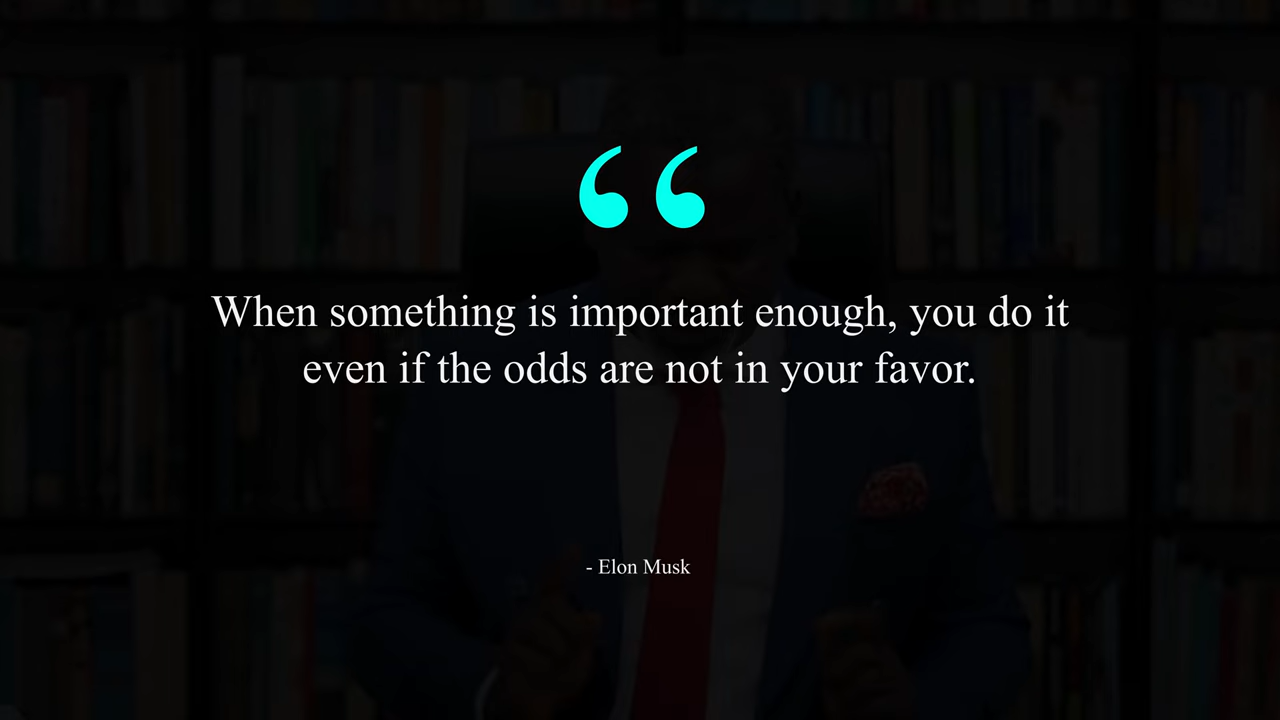 “
When something is important enough, you do it
even if the odds are not in your favor.
- Elon Musk